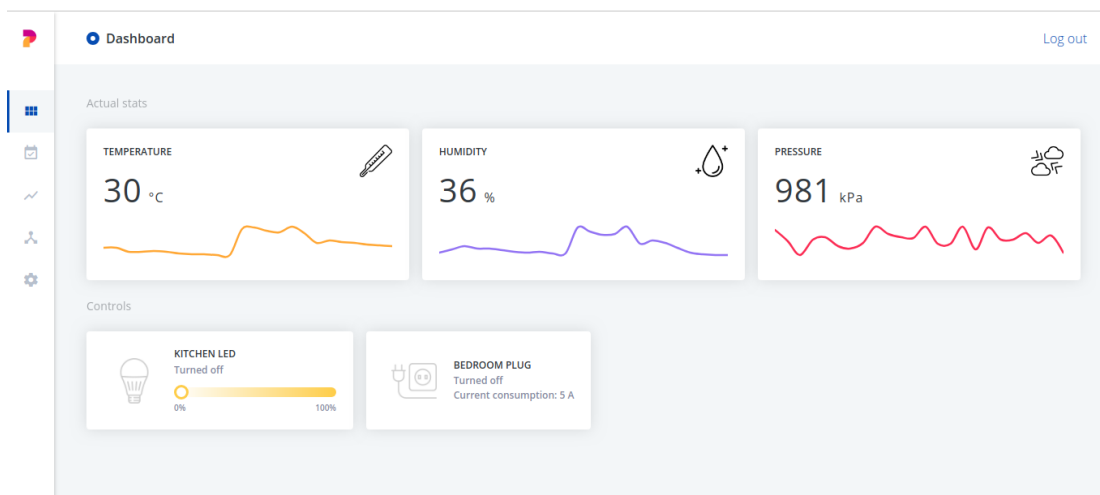 Dashboard
Log out
Actual stats
TEMPERATURE
30 °C
HUMIDITY
36 %
PRESSURE
981 kPa
Controls
KITCHEN LED
Turned off
0% 100%
BEDROOM PLUG
Turned off
Current consumption: 5 A